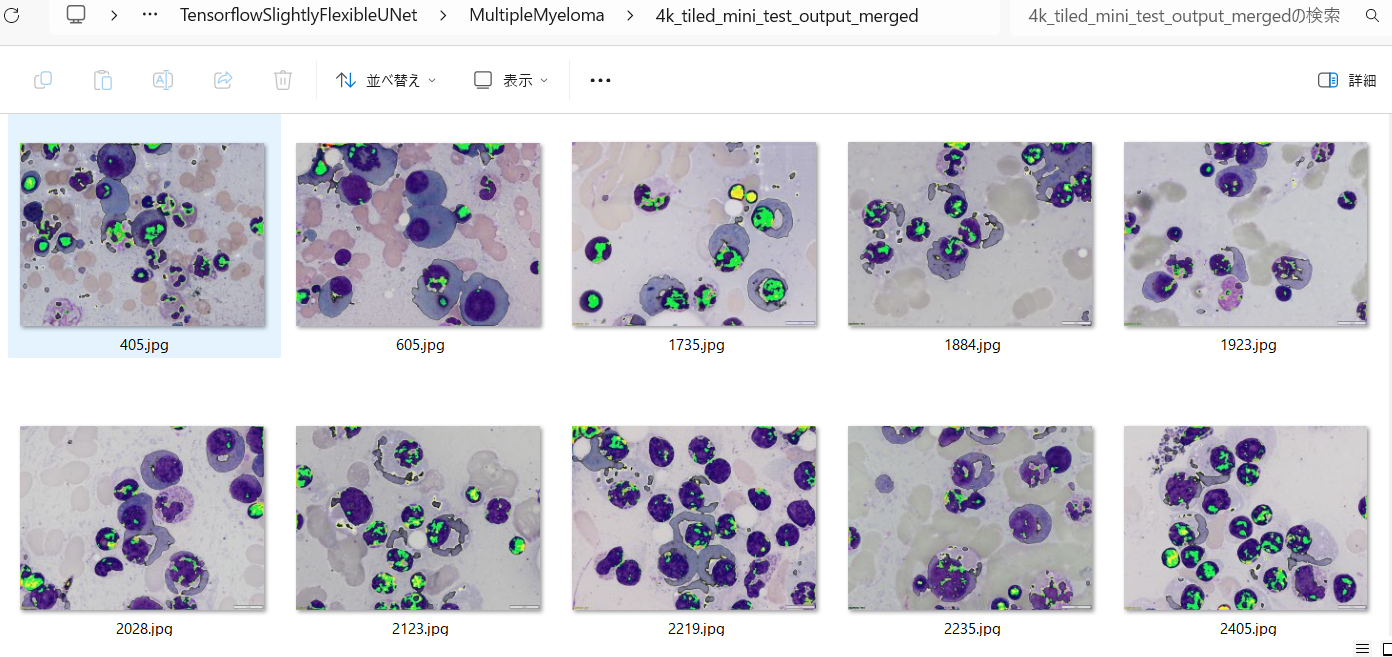 TensorflowSlightlyFlexibleUNet > MultipleMyeloma > 4k_tiled_mini_test_output_merged
4k_tiled_mini_test_output_mergedの検索
並べ替え
表示
詳細
405.jpg
605.jpg
1735.jpg
1884.jpg
1923.jpg
2028.jpg
2123.jpg
2219.jpg
2235.jpg
2405.jpg